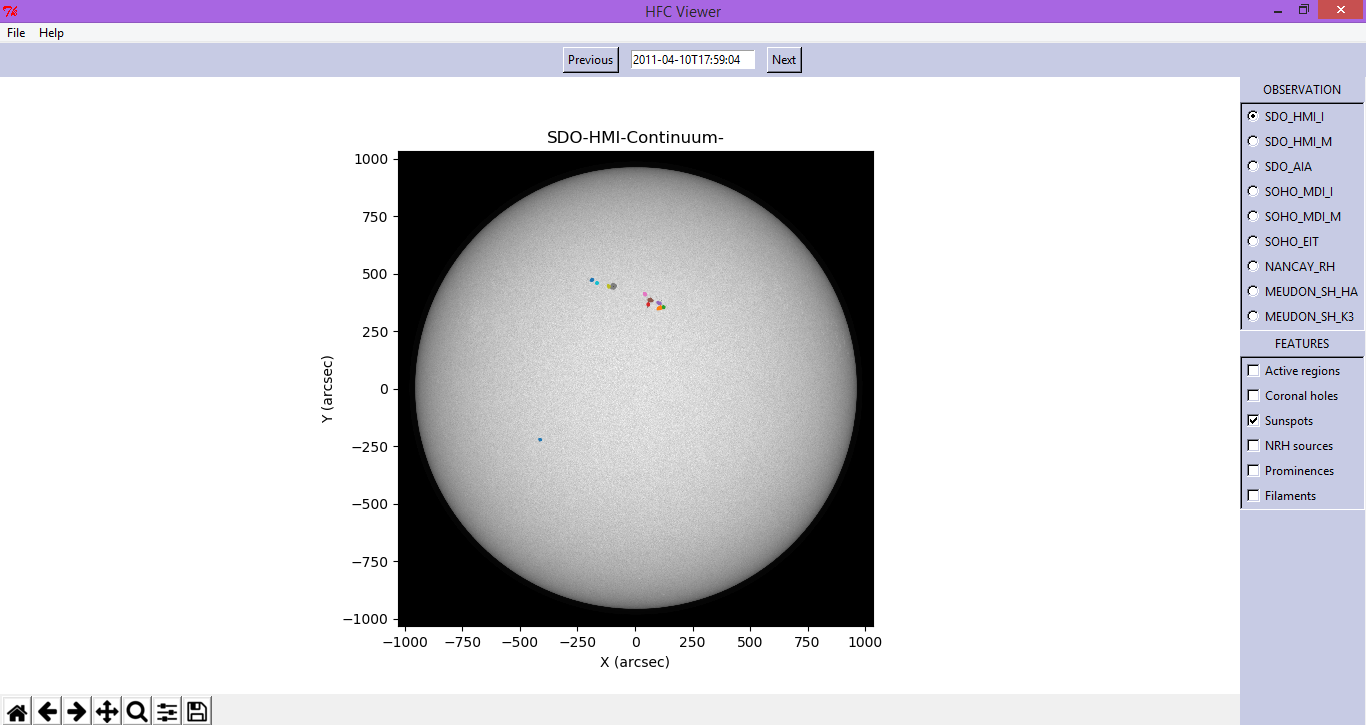 HFC Viewer
File Help
Previous 2011-04-10T17:59:04 Next
OBSERVATION
SDO_HMI_I
SDO_HMI_M
SDO_AIA
SOHO_MDI_I
SOHO_MDI_M
SOHO_EIT
NANCAY_RH
MEUDON_SH_HA
MEUDON_SH_K3
FEATURES
Active regions
Coronal holes
Sunspots
NRH sources
Prominences
Filaments
SDO-HMI-Continuum-
1000
750
500
250
0
−250
−500
−750
−1000
Y (arcsec)
−1000 −750 −500 −250 0 250 500 750 1000
X (arcsec)